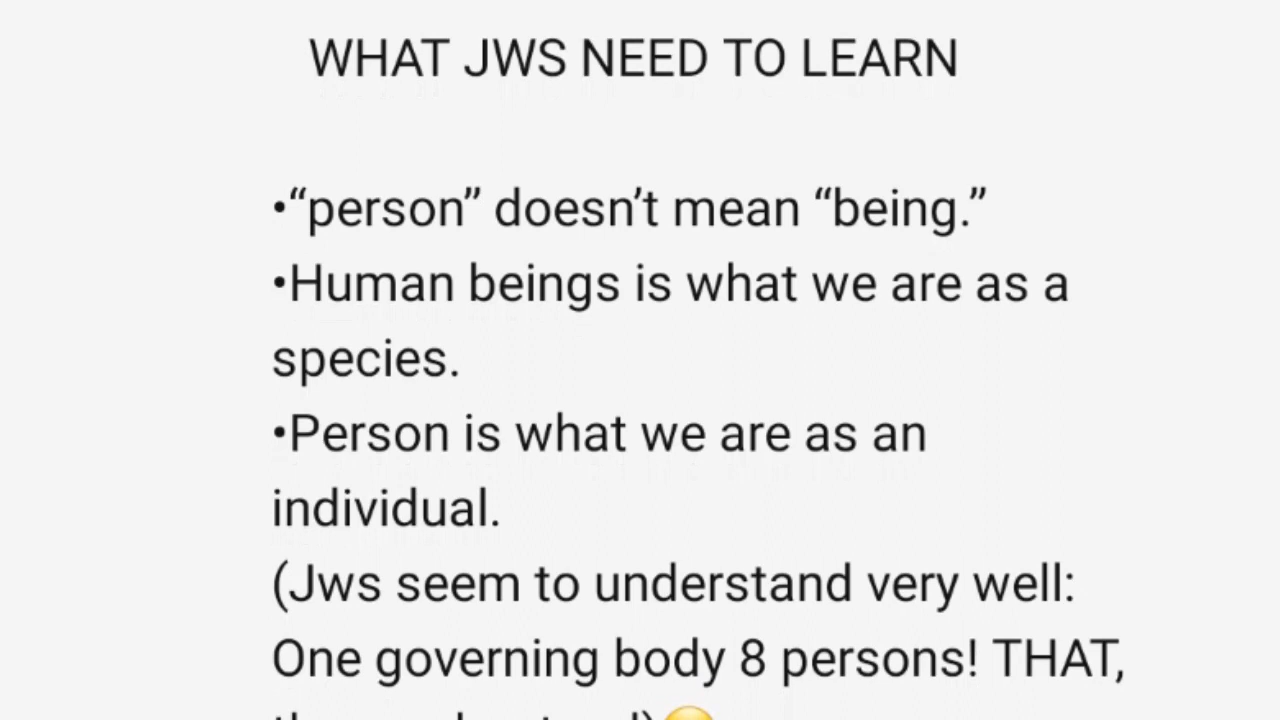 WHAT JWS NEED TO LEARN
•“person” doesn’t mean “being.”
•Human beings is what we are as a
species.
•Person is what we are as an
individual.
(Jws seem to understand very well:
One governing body 8 persons! THAT,